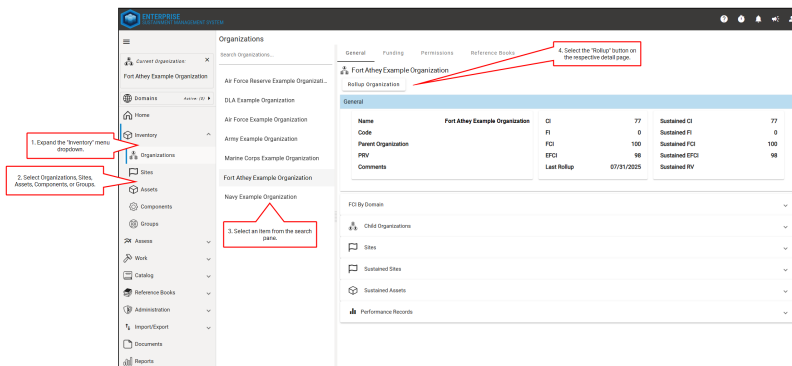 ENTERPRISE
SUSTAINMENT MANAGEMENT SYSTEM
Current Organization:
Fort Athey Example Organization
Domains Active (0)
Home
Inventory
Organizations
Sites
Assets
Components
Groups
Assess
Work
Catalog
Reference Books
Administration
Import/Export
Documents
Reports
1. Expand the "Inventory" menu
dropdown.
2. Select Organizations, Sites,
Assets, Components, or Groups.
Organizations
Search Organizations...
Air Force Reserve Example Organizati...
DLA Example Organization
Air Force Example Organization
Army Example Organization
Marine Corps Example Organization
Fort Athey Example Organization
Navy Example Organization
3. Select an item from the search
pane.
General Funding Permissions Reference Books
4. Select the "Rollup" button on
the respective detail page.
Fort Athey Example Organization
Rollup Organization
General
Name Fort Athey Example Organization
Code
Parent Organization
PRV
Comments
CI 77
FI 0
FCI 100
EFCI 98
Last Rollup 07/31/2025
Sustained CI 77
Sustained FI 0
Sustained FCI 100
Sustained EFCI 98
Sustained RV
FCI By Domain
Child Organizations
Sites
Sustained Sites
Sustained Assets
Performance Records